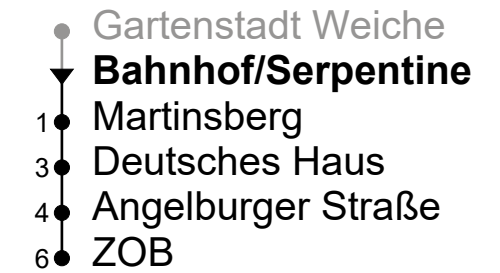 Gartenstadt Weiche
Bahnhof/Serpentine
1 Martinsberg
3 Deutsches Haus
4 Angelburger Straße
6 ZOB